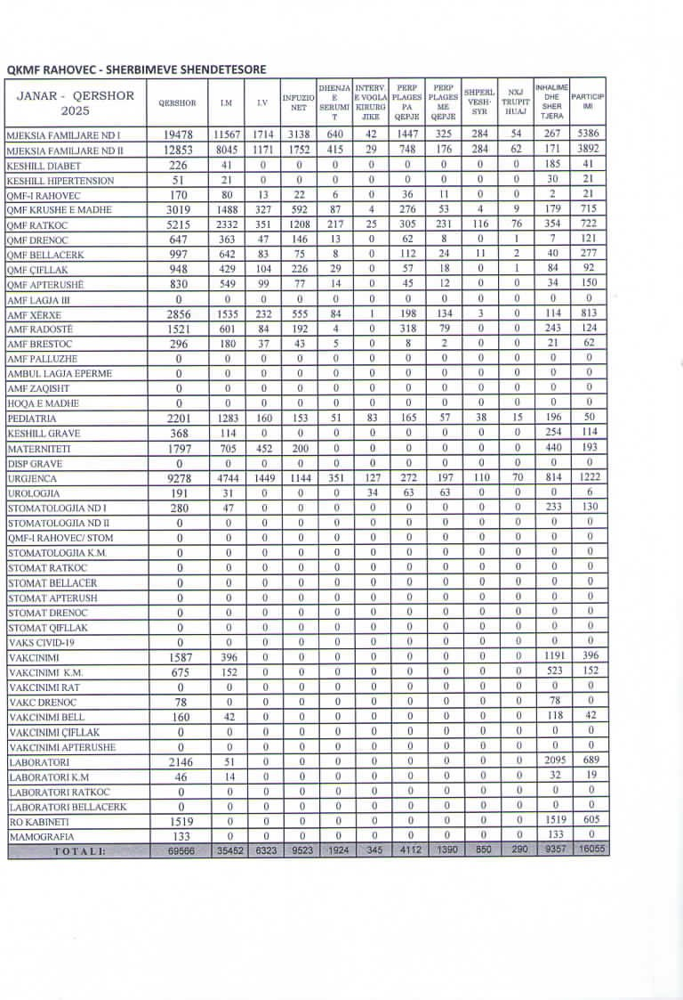 QKMF RAHOVEC - SHERBIMEVE SHENDETESORE
JANAR - QERSHOR 2025 QERSHOR I.M I.V INFUZIO NET DHENJA E SERUMI T INTERV. E VOGLA KIRURG JIKE PERP PLAGES PA QEPJE PERP PLAGES ME QEPJE SHPERL VESH-SYR NXJ TRUPIT HUAJ INHALIME DHE SHER TJERA PARTICIP IMI
MJEKSIA FAMILJARE ND I 19478 11567 1714 3138 640 42 1447 325 284 54 267 5386
MJEKSIA FAMILJARE ND II 12853 8045 1171 1752 415 29 748 176 284 62 171 3892
KESHILL DIABET 226 41 0 0 0 0 0 0 0 0 185 41
KESHILL HIPERTENSION 51 21 0 0 0 0 0 0 0 0 30 21
QMF-I RAHOVEC 170 80 13 22 6 0 36 11 0 0 2 21
QMF KRUSHE E MADHE 3019 1488 327 592 87 4 276 53 4 9 179 715
QMF RATKOC 5215 2332 351 1208 217 25 305 231 116 76 354 722
QMF DRENOC 647 363 47 146 13 0 62 8 0 1 7 121
QMF BELLACERK 997 642 83 75 8 0 112 24 11 2 40 277
QMF ÇIFLLAK 948 429 104 226 29 0 57 18 0 1 84 92
QMF APTERUSHË 830 549 99 77 14 0 45 12 0 0 34 150
AMF LAGJA III 0 0 0 0 0 0 0 0 0 0 0 0
AMF XËRXE 2856 1535 232 555 84 1 198 134 3 0 114 813
AMF RADOSTË 1521 601 84 192 4 0 318 79 0 0 243 124
AMF BRESTOC 296 180 37 43 5 0 8 2 0 0 21 62
AMF PALLUZHE 0 0 0 0 0 0 0 0 0 0 0 0
AMBUL LAGJA EPERME 0 0 0 0 0 0 0 0 0 0 0 0
AMF ZAQISHT 0 0 0 0 0 0 0 0 0 0 0 0
HOQA E MADHE 0 0 0 0 0 0 0 0 0 0 0 0
PEDIATRIA 2201 1283 160 153 51 83 165 57 38 15 196 50
KESHILL GRAVE 368 114 0 0 0 0 0 0 0 0 254 114
MATERNITETI 1797 705 452 200 0 0 0 0 0 0 440 193
DISP GRAVE 0 0 0 0 0 0 0 0 0 0 0 0
URGJENCA 9278 4744 1449 1144 351 127 272 197 110 70 814 1222
UROLOGJIA 191 31 0 0 0 34 63 63 0 0 0 6
STOMATOLOGJIA ND I 280 47 0 0 0 0 0 0 0 0 233 130
STOMATOLOGJIA ND II 0 0 0 0 0 0 0 0 0 0 0 0
QMF-I RAHOVEC/ STOM 0 0 0 0 0 0 0 0 0 0 0 0
STOMATOLOGJIA K.M. 0 0 0 0 0 0 0 0 0 0 0 0
STOMAT RATKOC 0 0 0 0 0 0 0 0 0 0 0 0
STOMAT BELLACER 0 0 0 0 0 0 0 0 0 0 0 0
STOMAT APTERUSH 0 0 0 0 0 0 0 0 0 0 0 0
STOMAT DRENOC 0 0 0 0 0 0 0 0 0 0 0 0
STOMAT QIFLLAK 0 0 0 0 0 0 0 0 0 0 0 0
VAKS CIVID-19 0 0 0 0 0 0 0 0 0 0 0 0
VAKCINIMI 1587 396 0 0 0 0 0 0 0 0 1191 396
VAKCINIMI K.M. 675 152 0 0 0 0 0 0 0 0 523 152
VAKCINIMI RAT 0 0 0 0 0 0 0 0 0 0 0 0
VAKC DRENOC 78 0 0 0 0 0 0 0 0 0 78 0
VAKCINIMI BELL 160 42 0 0 0 0 0 0 0 0 118 42
VAKCINIMI ÇIFLLAK 0 0 0 0 0 0 0 0 0 0 0 0
VAKCINIMI APTERUSHE 0 0 0 0 0 0 0 0 0 0 0 0
LABORATORI 2146 51 0 0 0 0 0 0 0 0 2095 689
LABORATORI K.M 46 14 0 0 0 0 0 0 0 0 32 19
LABORATORI RATKOC 0 0 0 0 0 0 0 0 0 0 0 0
LABORATORI BELLACERK 0 0 0 0 0 0 0 0 0 0 0 0
RO KABINETI 1519 0 0 0 0 0 0 0 0 0 1519 605
MAMOGRAFIA 133 0 0 0 0 0 0 0 0 0 133 0
T O T A L I: 69566 35452 6323 9523 1924 345 4112 1390 850 290 9357 16055